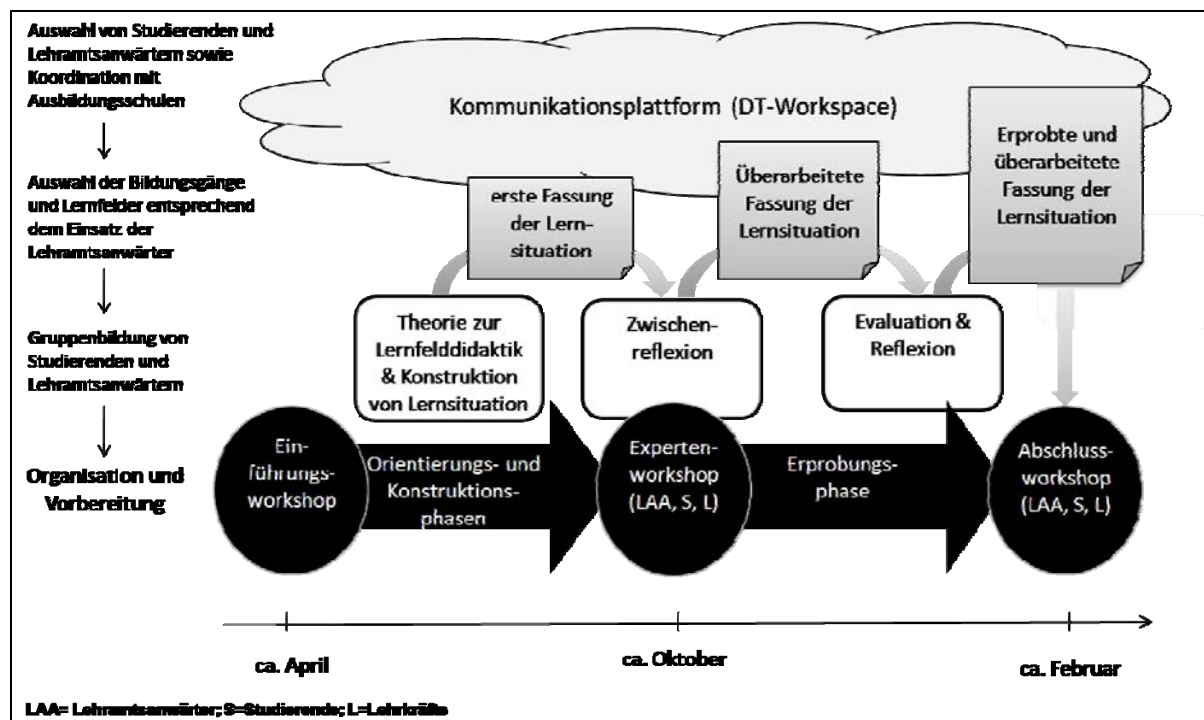 Auswahl von Studierenden und
Lehramtsanwärtern sowie
Koordination mit
Ausbildungsschulen
Auswahl der Bildungsgänge
und Lernfelder entsprechend
dem Einsatz der
Lehramtsanwärter
Gruppenbildung von
Studierenden und
Lehramtsanwärtern
Organisation und
Vorbereitung
Kommunikationsplattform (DT-Workspace)
erste Fassung
der Lern-
situation
Überarbeitete
Fassung der
Lernsituation
Erprobte und
überarbeitete
Fassung der
Lernsituation
Theorie zur
Lernfelddidaktik
& Konstruktion
von Lernsituation
Zwischen-
reflexion
Evaluation &
Reflexion
Ein-
führungs-
workshop
Orientierungs- und
Konstruktions-
phasen
Experten-
workshop
(LAA, S, L)
Erprobungs-
phase
Abschluss-
workshop
(LAA, S, L)
ca. April
ca. Oktober
ca. Februar
LAA= Lehramtsanwärter; S=Studierende; L=Lehrkräfte